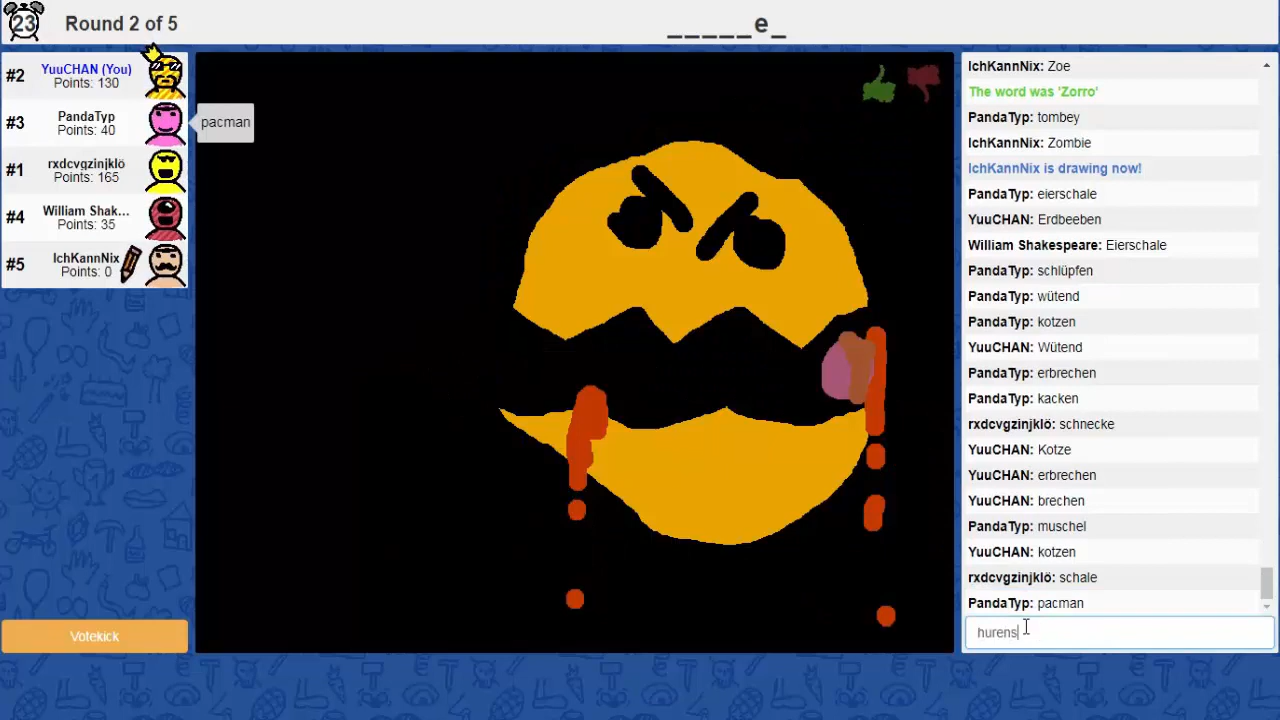 23
Round 2 of 5
_____e_
#2
YuuCHAN (You)
Points: 130
#3
PandaTyp
Points: 40
pacman
#1
rxdcvgzinjklö
Points: 165
#4
William Shak...
Points: 35
#5
IchKannNix
Points: 0
Votekick
IchKannNix: Zoe
The word was 'Zorro'
PandaTyp: tombey
IchKannNix: Zombie
IchKannNix is drawing now!
PandaTyp: eierschale
YuuCHAN: Erdbeeben
William Shakespeare: Eierschale
PandaTyp: schlüpfen
PandaTyp: wütend
PandaTyp: kotzen
YuuCHAN: Wütend
PandaTyp: erbrechen
PandaTyp: kacken
rxdcvgzinjklö: schnecke
YuuCHAN: Kotze
YuuCHAN: erbrechen
YuuCHAN: brechen
PandaTyp: muschel
YuuCHAN: kotzen
rxdcvgzinjklö: schale
PandaTyp: pacman
hurens